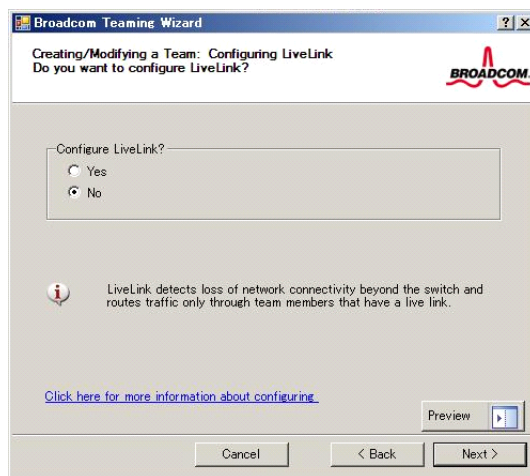 Broadcom Teaming Wizard
Creating/Modifying a Team: Configuring LiveLink
Do you want to configure LiveLink?
BROADCOM.
Configure LiveLink?
Yes
No
LiveLink detects loss of network connectivity beyond the switch and
routes traffic only through team members that have a live link.
Click here for more information about configuring
Preview
Cancel
< Back
Next >